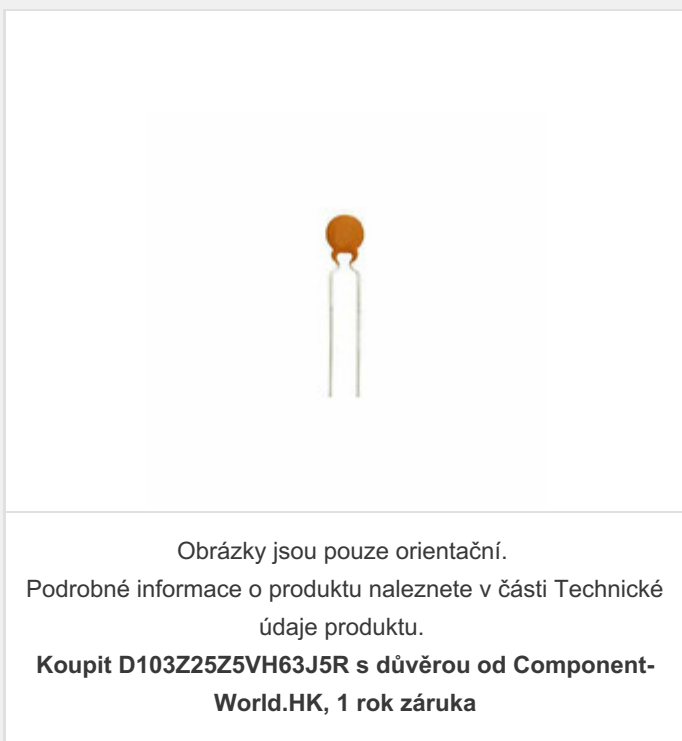 Obrázky jsou pouze orientační.
Podrobné informace o produktu naleznete v části Technické
údaje produktu.
Koupit D103Z25Z5VH63J5R s důvěrou od Component-
World.HK, 1 rok záruka